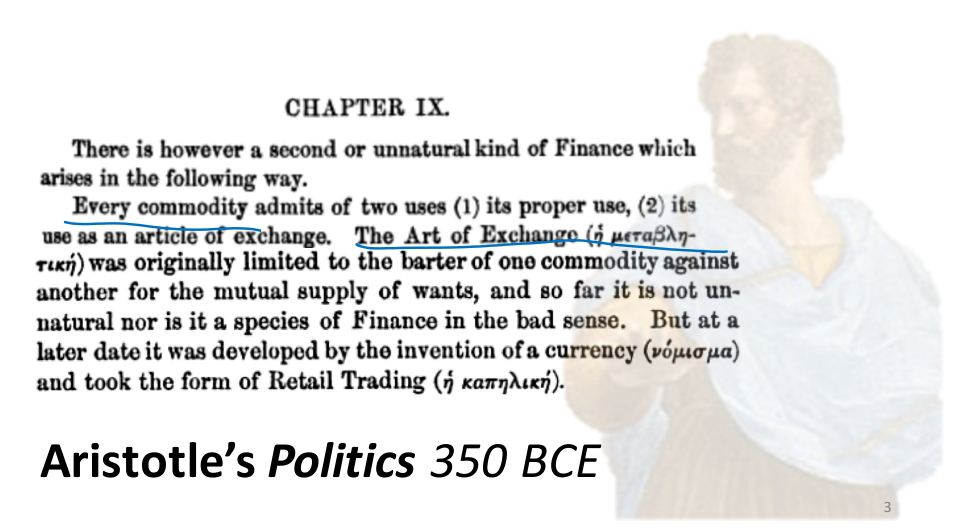 CHAPTER IX.
There is however a second or unnatural kind of Finance which
arises in the following way.
Every commodity admits of two uses (1) its proper use, (2) its
use as an article of exchange. The Art of Exchange (ἡ μεταβλη-
τική) was originally limited to the barter of one commodity against
another for the mutual supply of wants, and so far it is not un-
natural nor is it a species of Finance in the bad sense. But at a
later date it was developed by the invention of a currency (νόμισμα)
and took the form of Retail Trading (ἡ καπηλική).
Aristotle’s Politics 350 BCE
3